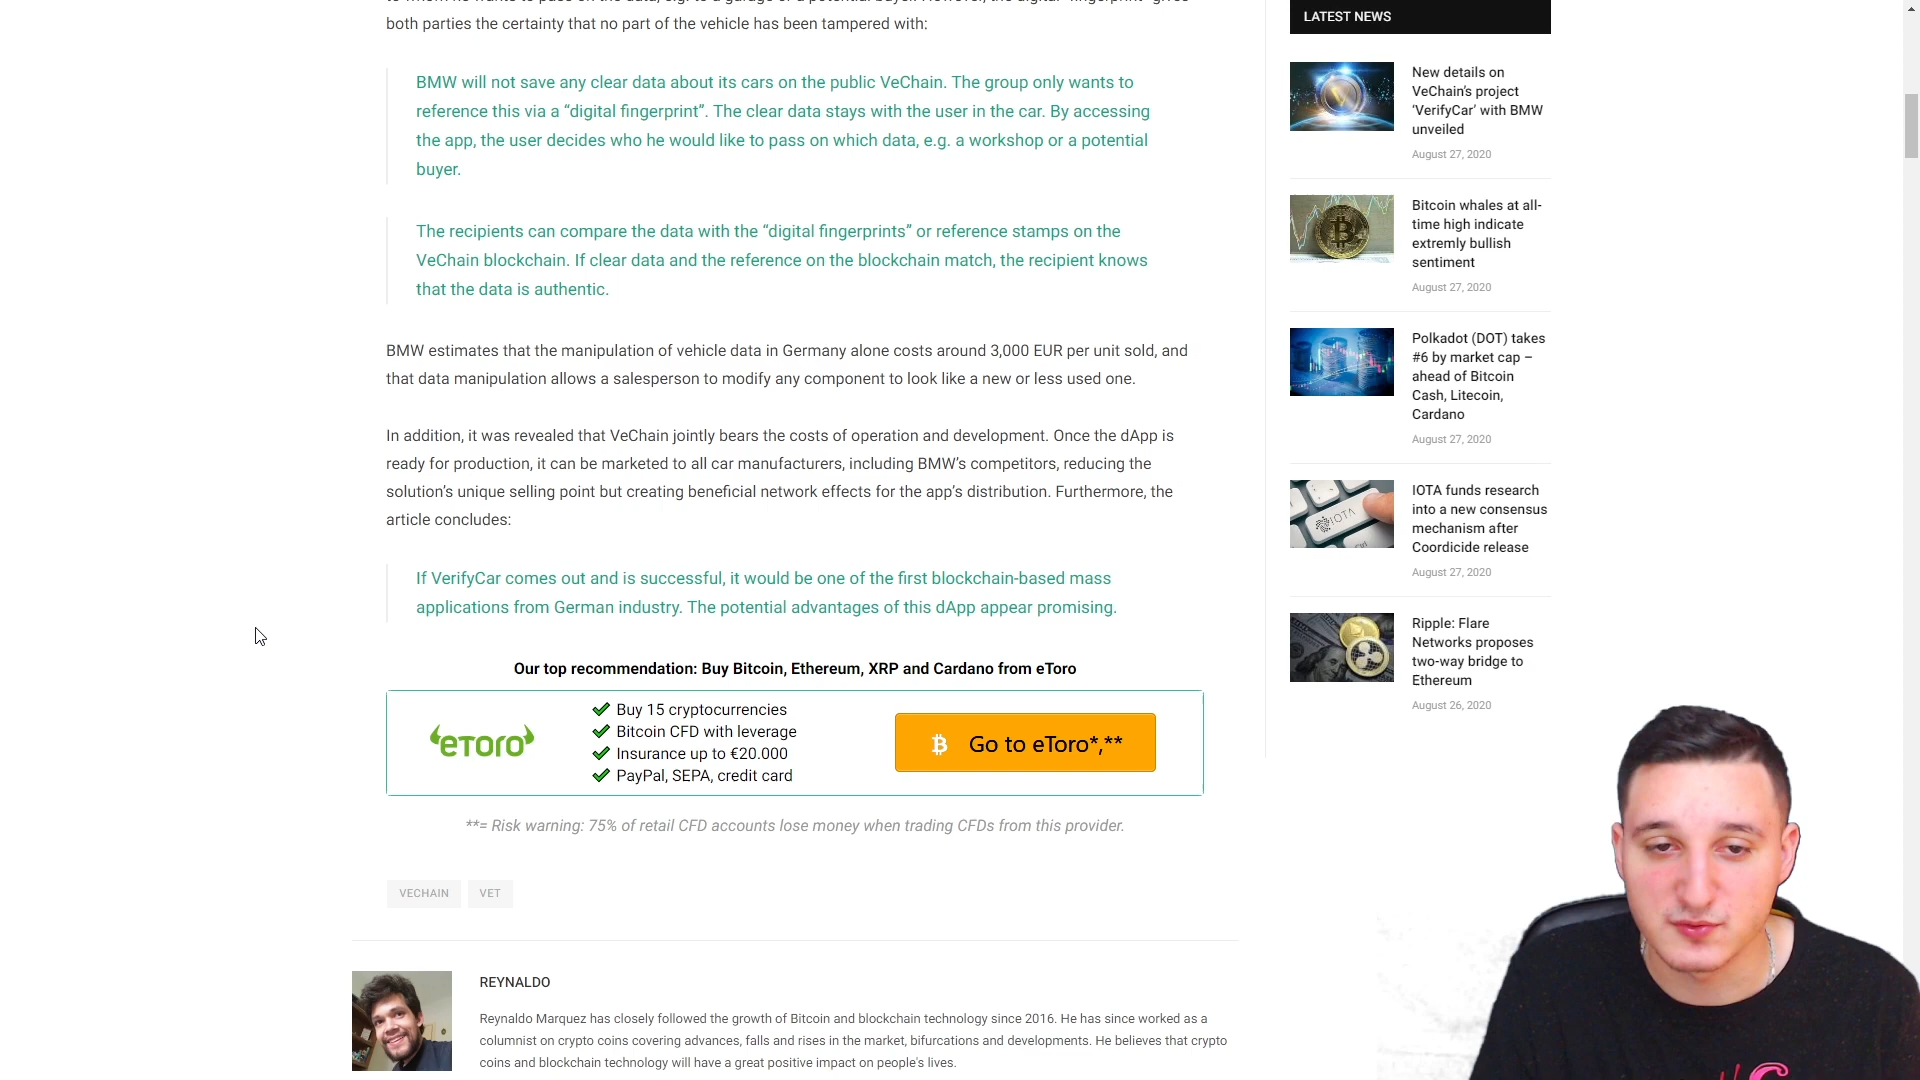 both parties the certainty that no part of the vehicle has been tampered with:
BMW will not save any clear data about its cars on the public VeChain. The group only wants to
reference this via a “digital fingerprint”. The clear data stays with the user in the car. By accessing
the app, the user decides who he would like to pass on which data, e.g. a workshop or a potential
buyer.
The recipients can compare the data with the “digital fingerprints” or reference stamps on the
VeChain blockchain. If clear data and the reference on the blockchain match, the recipient knows
that the data is authentic.
BMW estimates that the manipulation of vehicle data in Germany alone costs around 3,000 EUR per unit sold, and
that data manipulation allows a salesperson to modify any component to look like a new or less used one.
In addition, it was revealed that VeChain jointly bears the costs of operation and development. Once the dApp is
ready for production, it can be marketed to all car manufacturers, including BMW’s competitors, reducing the
solution’s unique selling point but creating beneficial network effects for the app’s distribution. Furthermore, the
article concludes:
If VerifyCar comes out and is successful, it would be one of the first blockchain-based mass
applications from German industry. The potential advantages of this dApp appear promising.
Our top recommendation: Buy Bitcoin, Ethereum, XRP and Cardano from eToro
eToro
Buy 15 cryptocurrencies
Bitcoin CFD with leverage
Insurance up to €20.000
PayPal, SEPA, credit card
Go to eToro*,**
**= Risk warning: 75% of retail CFD accounts lose money when trading CFDs from this provider.
VECHAIN
VET
REYNALDO
Reynaldo Marquez has closely followed the growth of Bitcoin and blockchain technology since 2016. He has since worked as a
columnist on crypto coins covering advances, falls and rises in the market, bifurcations and developments. He believes that crypto
coins and blockchain technology will have a great positive impact on people's lives.
LATEST NEWS
New details on
VeChain’s project
‘VerifyCar’ with BMW
unveiled
August 27, 2020
Bitcoin whales at all-
time high indicate
extremly bullish
sentiment
August 27, 2020
Polkadot (DOT) takes
#6 by market cap –
ahead of Bitcoin
Cash, Litecoin,
Cardano
August 27, 2020
IOTA
IOTA funds research
into a new consensus
mechanism after
Coordicide release
August 27, 2020
Ripple: Flare
Networks proposes
two-way bridge to
Ethereum
August 26, 2020